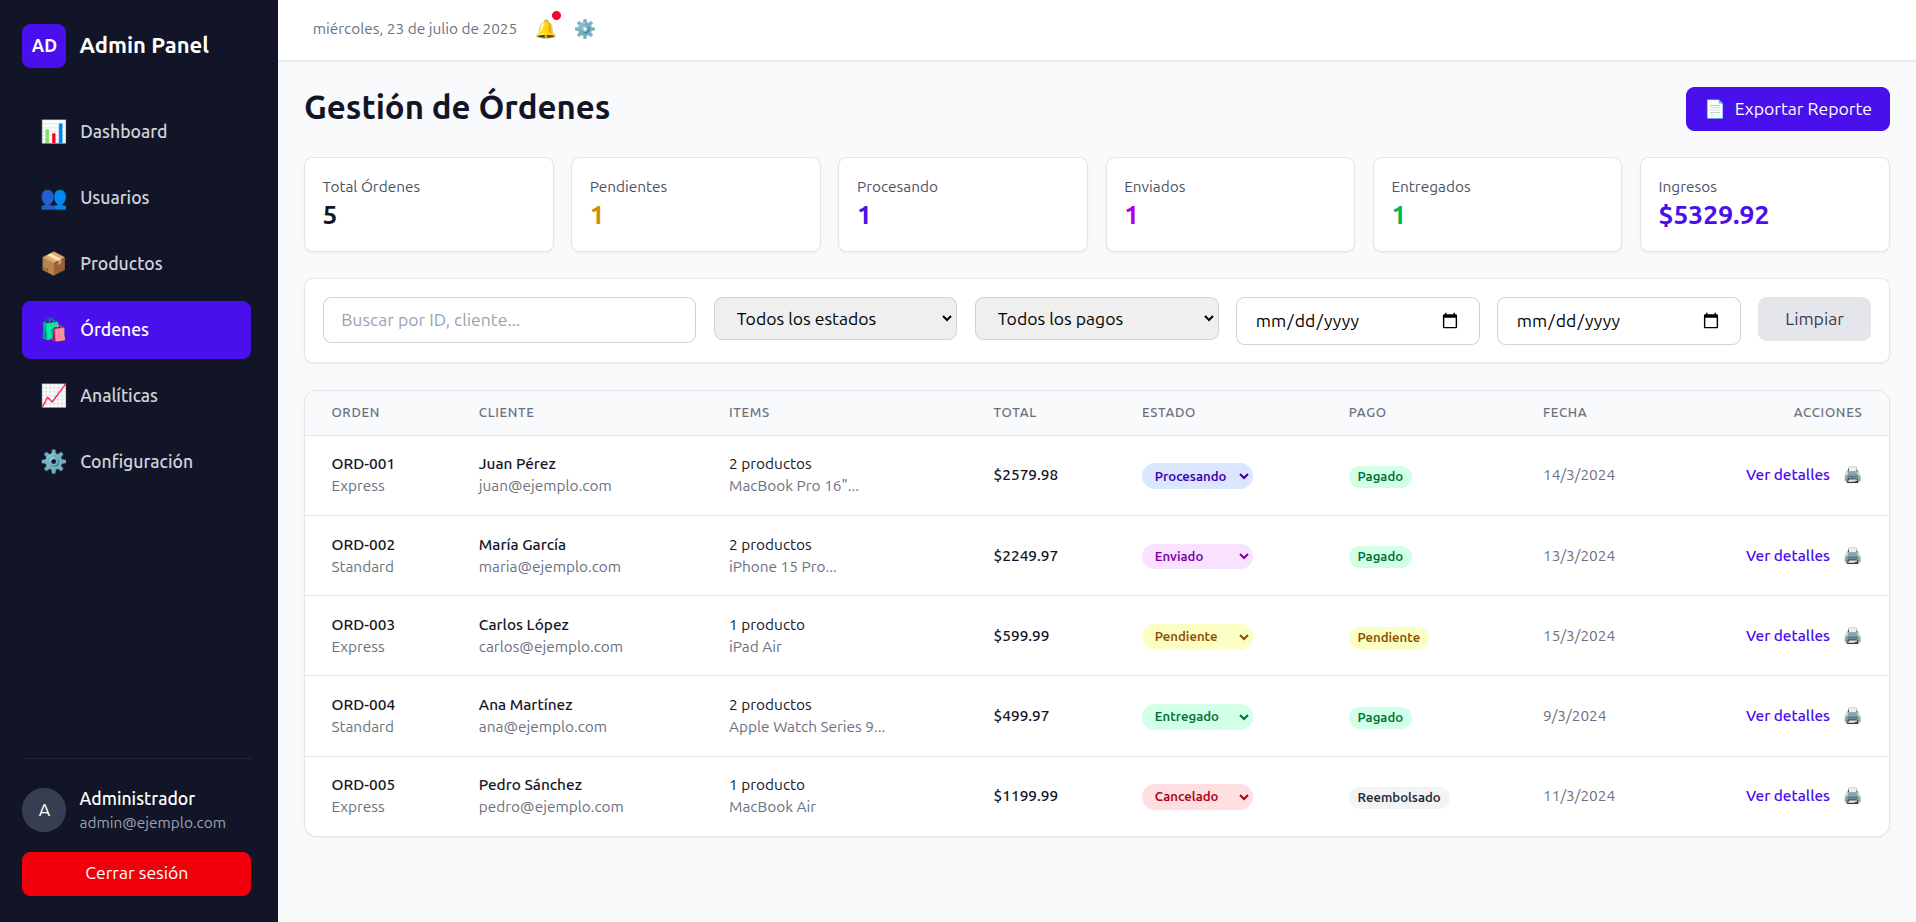 AD Admin Panel
Dashboard
Usuarios
Productos
Órdenes
Analíticas
Configuración
A
Administrador
admin@ejemplo.com
Cerrar sesión
miércoles, 23 de julio de 2025
Gestión de Órdenes
Exportar Reporte
Total Órdenes
5
Pendientes
1
Procesando
1
Enviados
1
Entregados
1
Ingresos
$5329.92
Buscar por ID, cliente...
Todos los estados
Todos los pagos
mm/dd/yyyy
mm/dd/yyyy
Limpiar
ORDEN CLIENTE ITEMS TOTAL ESTADO PAGO FECHA ACCIONES
ORD-001 Juan Pérez 2 productos $2579.98 Procesando Pagado 14/3/2024 Ver detalles
Express juan@ejemplo.com MacBook Pro 16"...
ORD-002 María García 2 productos $2249.97 Enviado Pagado 13/3/2024 Ver detalles
Standard maria@ejemplo.com iPhone 15 Pro...
ORD-003 Carlos López 1 producto $599.99 Pendiente Pendiente 15/3/2024 Ver detalles
Express carlos@ejemplo.com iPad Air
ORD-004 Ana Martínez 2 productos $499.97 Entregado Pagado 9/3/2024 Ver detalles
Standard ana@ejemplo.com Apple Watch Series 9...
ORD-005 Pedro Sánchez 1 producto $1199.99 Cancelado Reembolsado 11/3/2024 Ver detalles
Express pedro@ejemplo.com MacBook Air